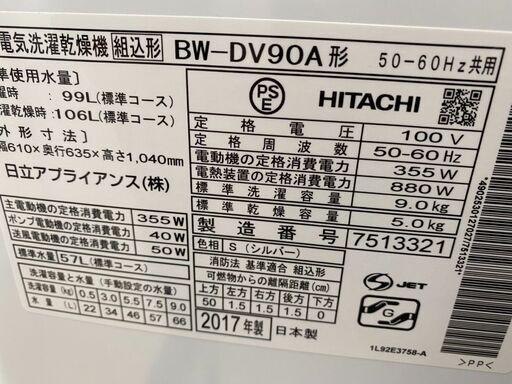 電気洗濯乾燥機 組込形 BW-DV90A形 50-60Hz共用
準使用水量]
濯時: 99L(標準コース)
濯乾燥時:106L(標準コース)
外形寸法]
幅610×奥行635×高さ1,040mm
日立アプライアンス(株)
主電動機の定格消費電力 355W
ポンプ電動機の定格消費電力 40W
送風電動機の定格消費電力 50W
標準水量:57L(標準コース)
洗濯容量と水量(手動設定の水量)
容量(kg) 0.5 3.0 5.5 7.5 9.0
水量(L) 22 34 46 57 66
PS
E
HITACHI
定格電圧 100V
定格周波数 50-60Hz
電動機の定格消費電力 355W
電熱装置の定格消費電力 880W
標準洗濯容量 9.0kg
標準乾燥容量 5.0kg
製造番号 7513321
色相 S(シルバー)
消防法 基準適合 組込形
可燃物からの離隔距離(cm)
上方 左方 右方 前方 後方 下方
50 1.5 1.5 5 1.5 0
2017年製 日本製
JET
G
1L92E3758-A
>PP<